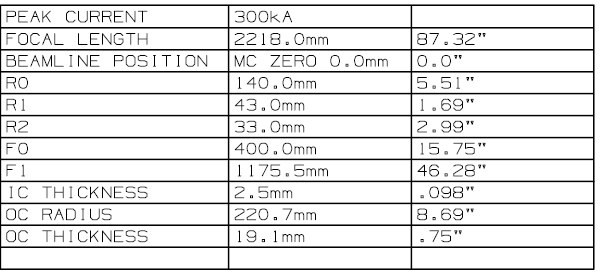 PEAK CURRENT 300kA
FOCAL LENGTH 2218.0mm 87.32"
BEAMLINE POSITION MC ZERO 0.0mm 0.0"
R0 140.0mm 5.51"
R1 43.0mm 1.69"
R2 33.0mm 2.99"
F0 400.0mm 15.75"
F1 1175.5mm 46.28"
IC THICKNESS 2.5mm .098"
OC RADIUS 220.7mm 8.69"
OC THICKNESS 19.1mm .75"